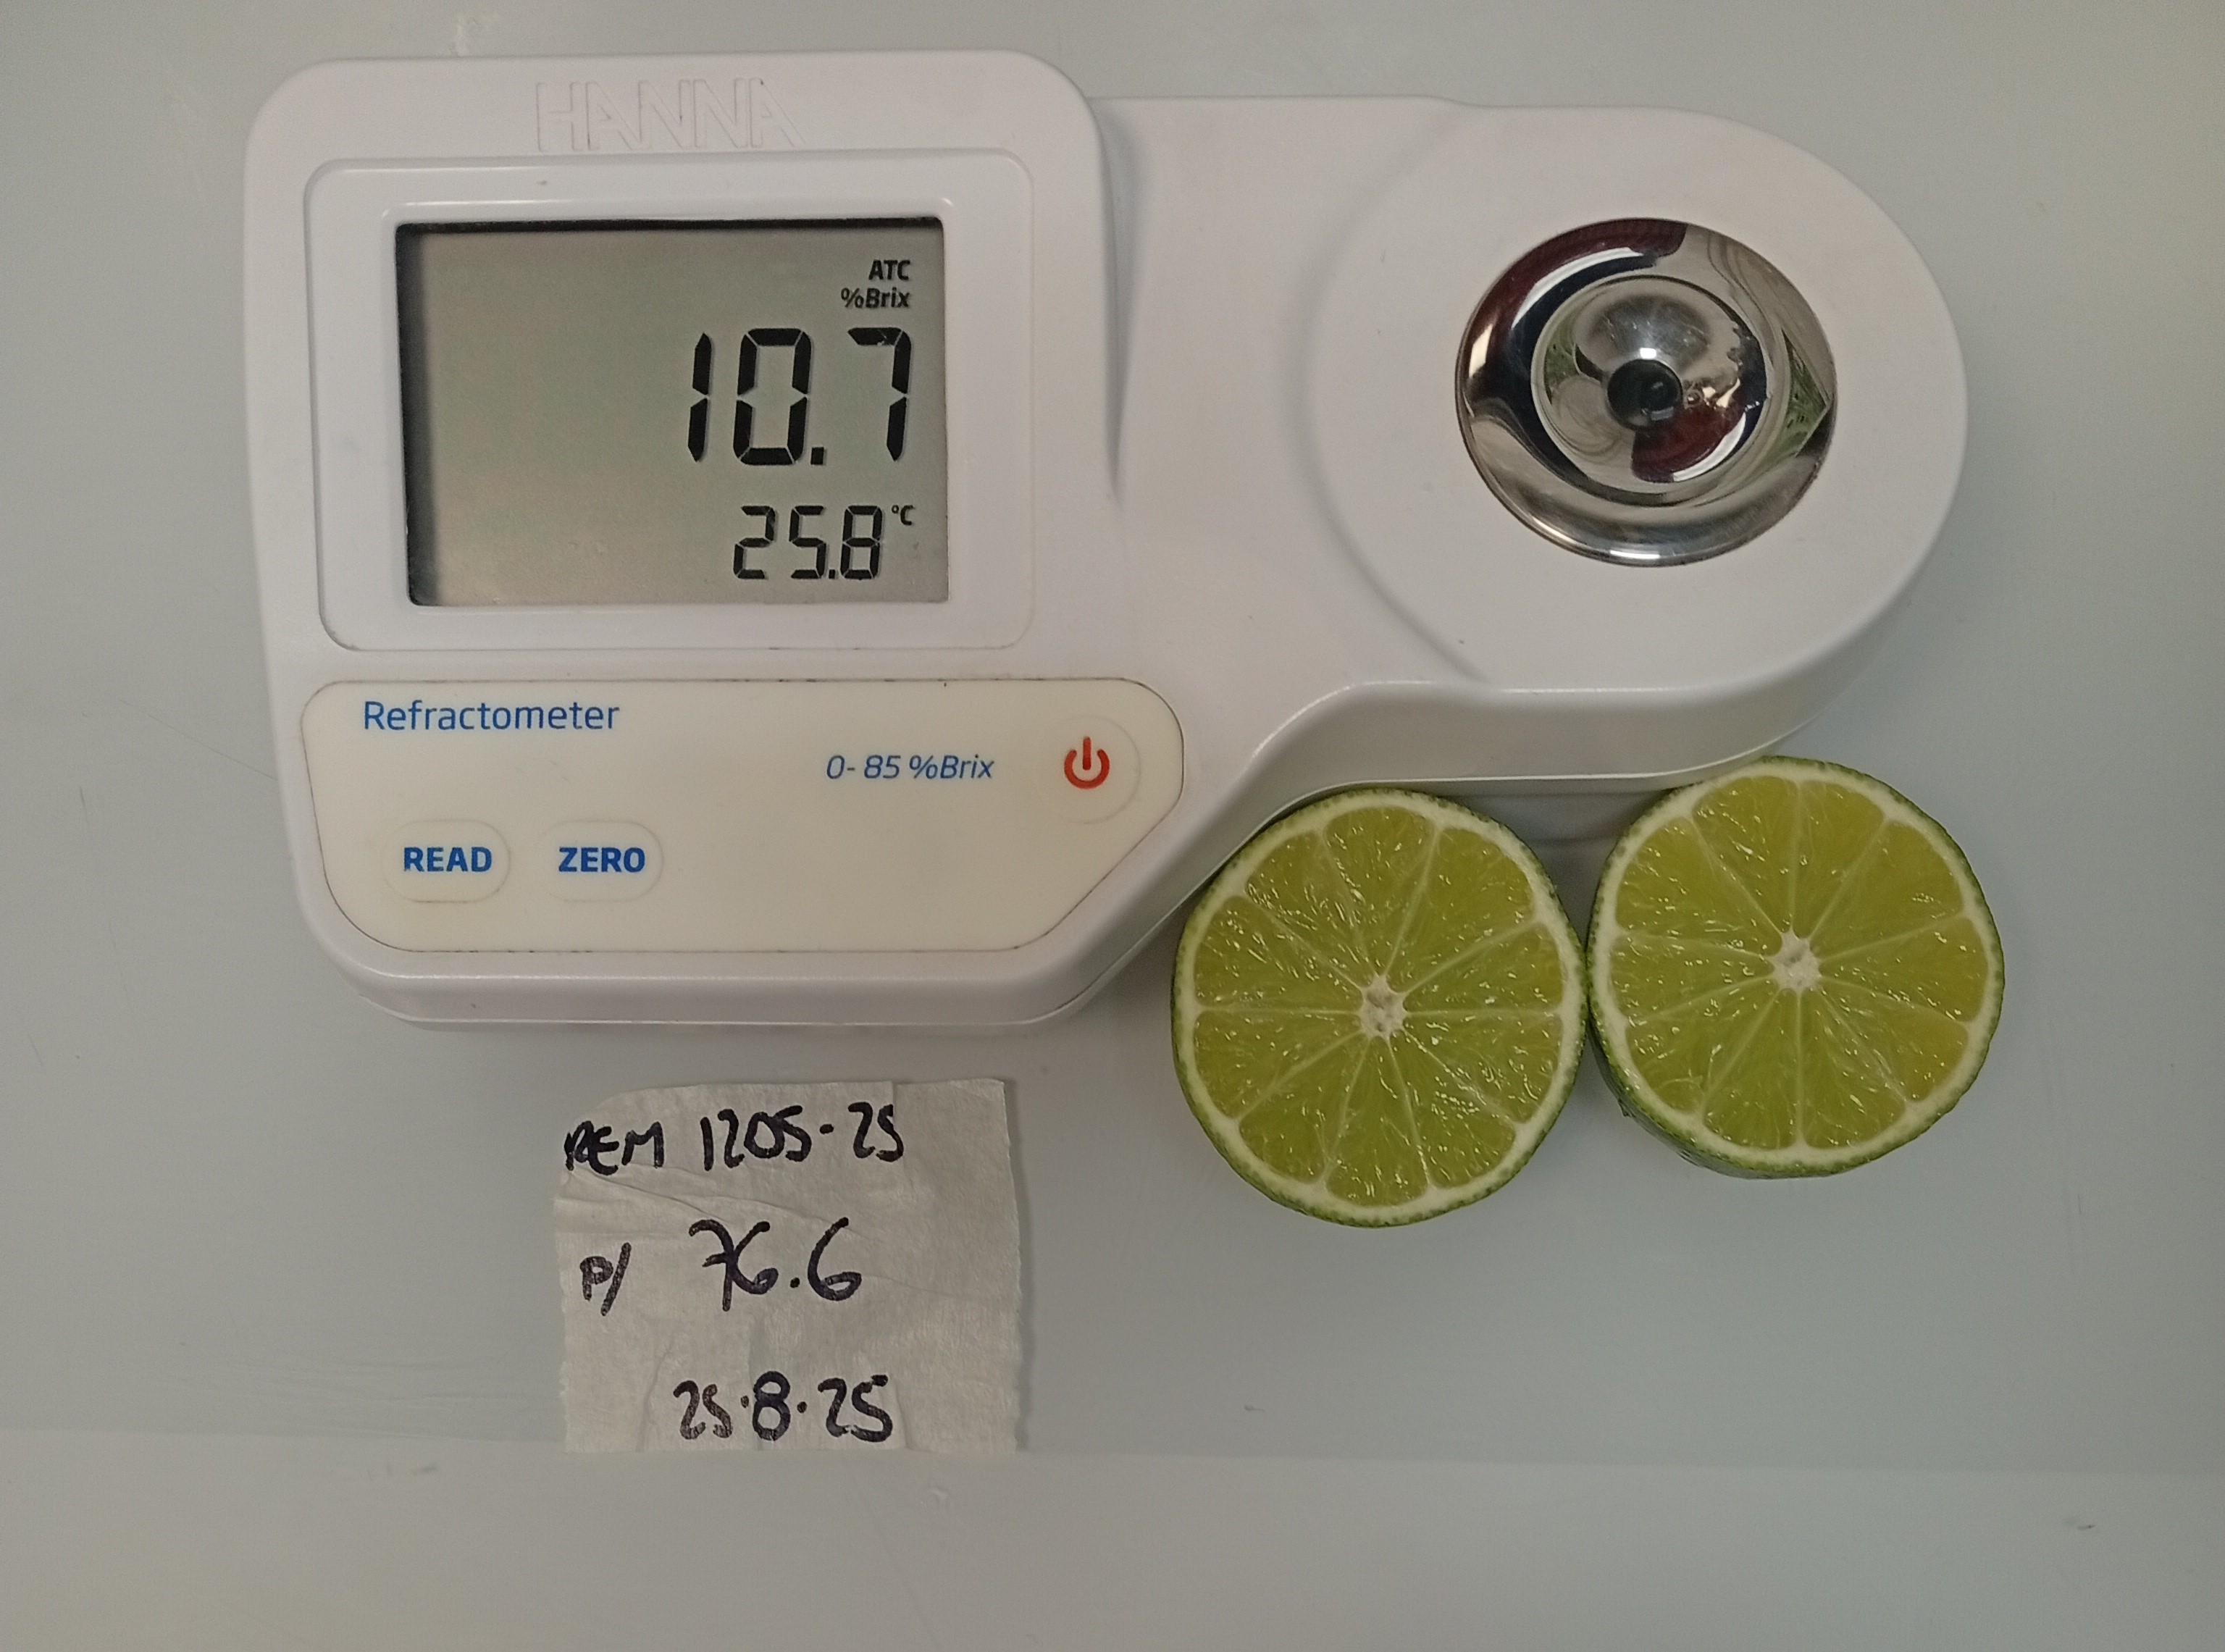 HANNA
ATC
%Brix
10.7
25.8 °C
Refractometer
0-85 %Brix
READ ZERO
REM 1205-25
P/ 76.6
25.8.25